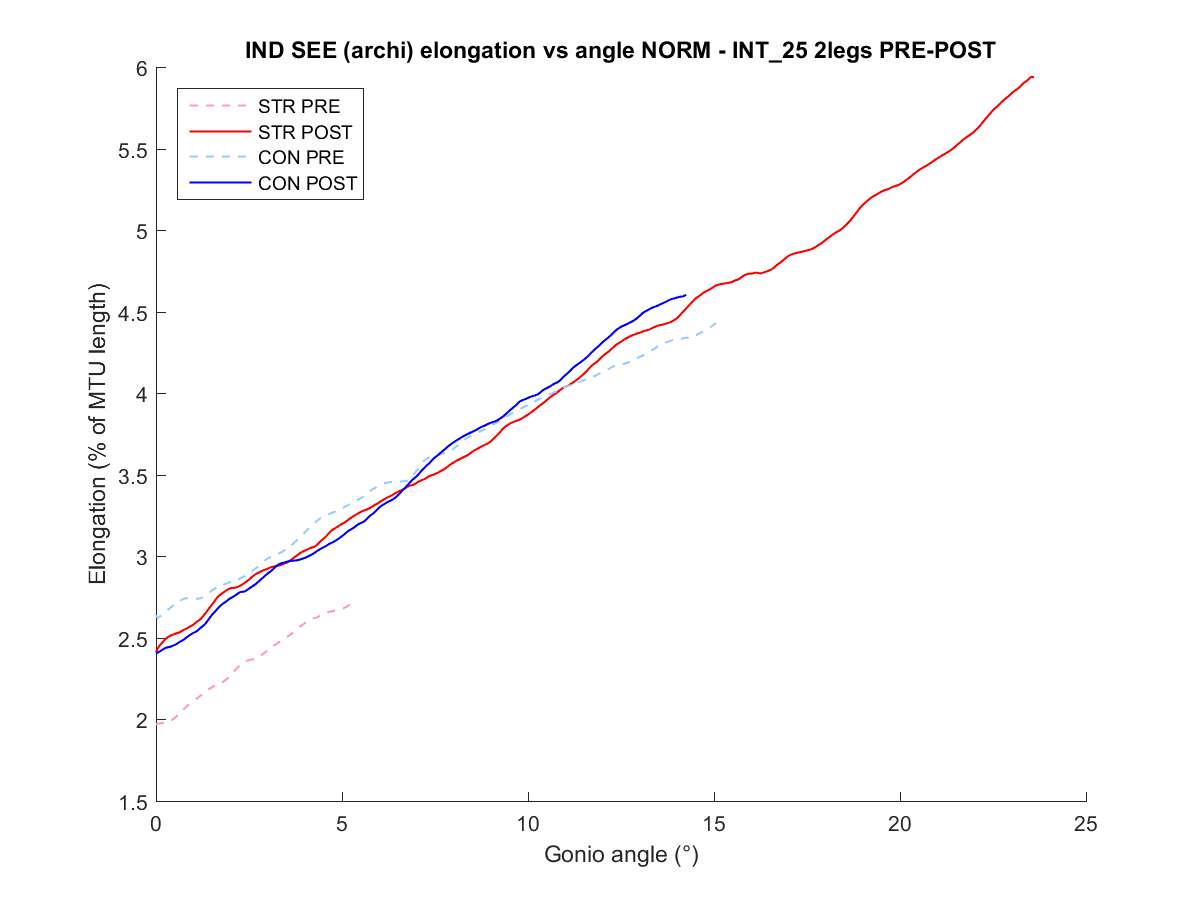 IND SEE (archi) elongation vs angle NORM - INT_25 2legs PRE-POST
6
5.5
5
4.5
4
3.5
3
2.5
2
1.5
STR PRE
STR POST
CON PRE
CON POST
Elongation (% of MTU length)
0
5
10
15
20
25
Gonio angle (°)